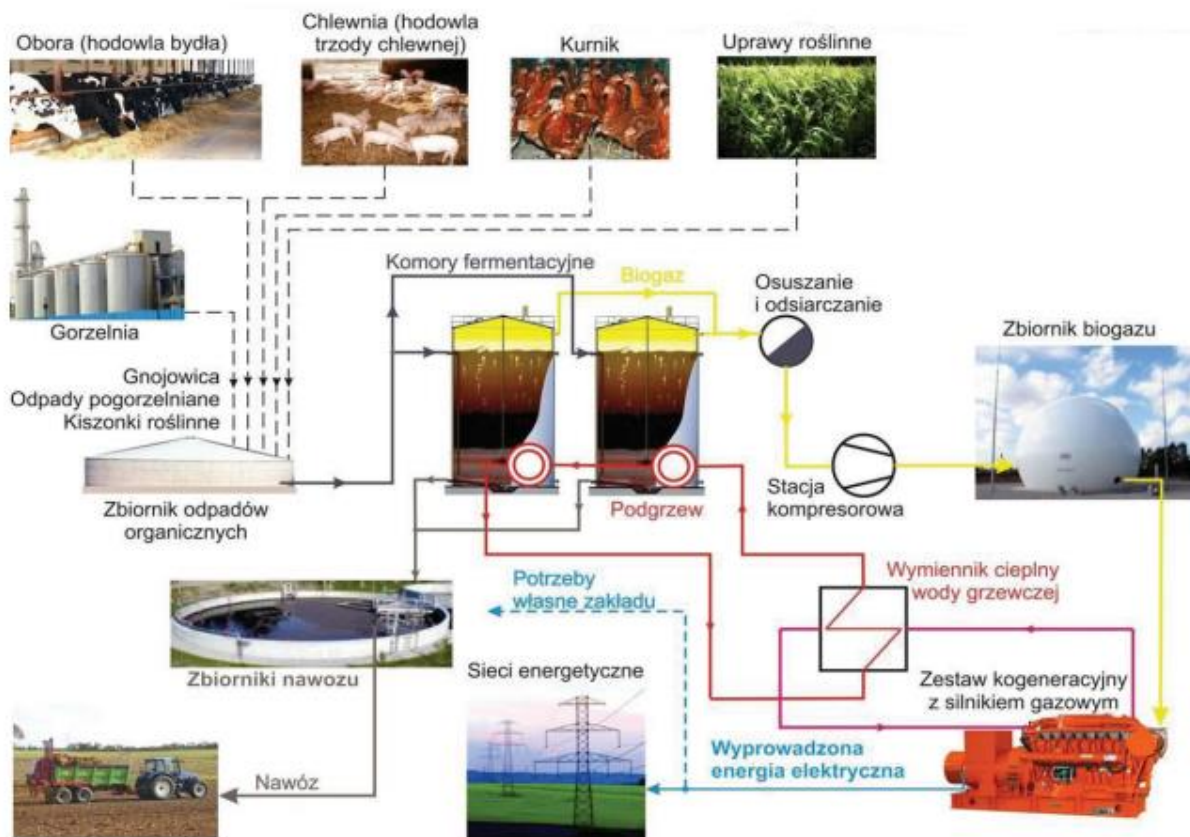 Obora (hodowla bydła)
Chlewnia (hodowla
trzody chlewnej)
Kurnik
Uprawy roślinne
Gorzelnia
Gnojowica
Odpady pogorzelniane
Kiszonki roślinne
Zbiornik odpadów
organicznych
Komory fermentacyjne
Biogaz
Osuszanie
i odsiarczanie
Zbiornik biogazu
Stacja
kompresorowa
Podgrzew
Wymiennik cieplny
wody grzewczej
Potrzeby
własne zakładu
Zbiorniki nawozu
Sieci energetyczne
Zestaw kogeneracyjny
z silnikiem gazowym
Wyprowadzona
energia elektryczna
Nawóz